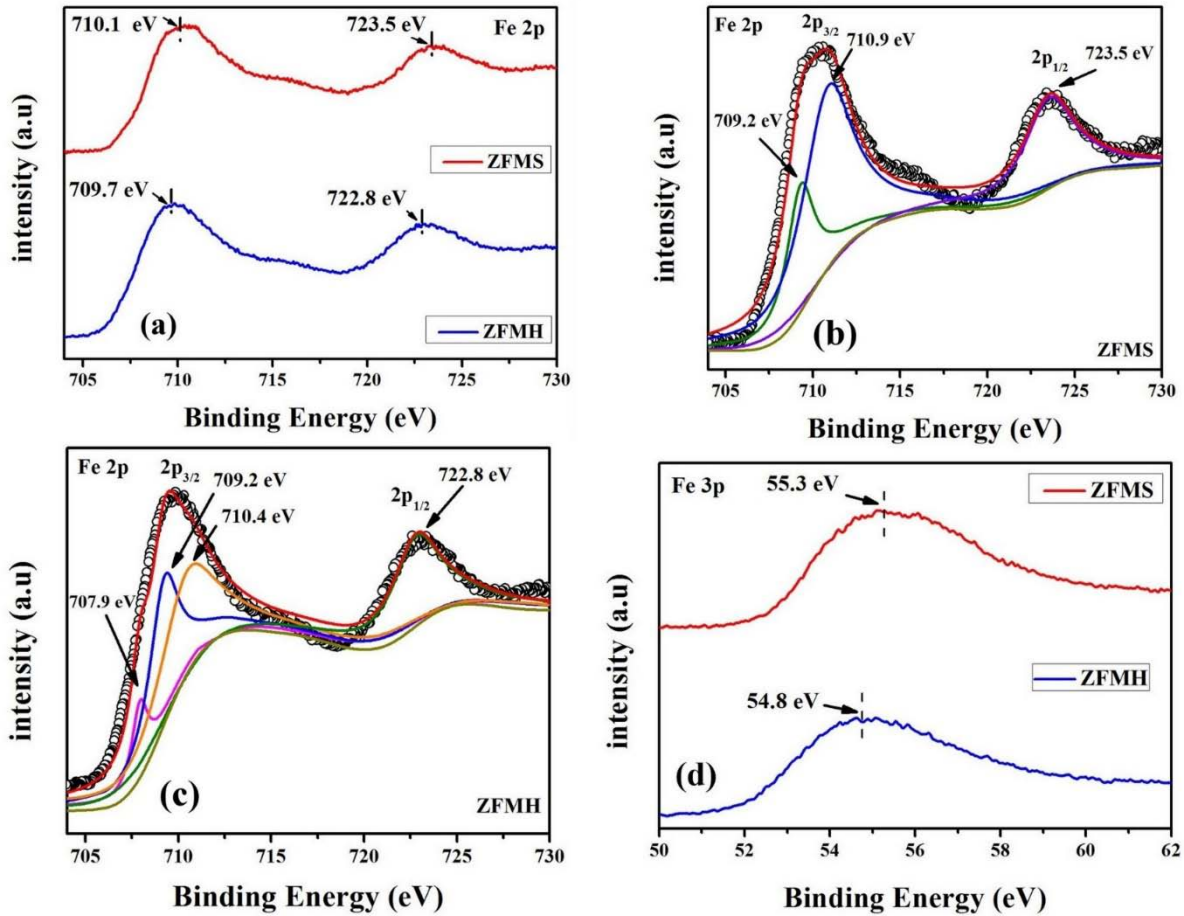 710.1 eV
723.5 eV
Fe 2p
ZFMS
709.7 eV
722.8 eV
ZFMH
(a)
intensity (a.u)
705 710 715 720 725 730
Binding Energy (eV)
Fe 2p
2p3/2
710.9 eV
2p1/2
723.5 eV
709.2 eV
(b)
ZFMS
intensity (a.u)
705 710 715 720 725 730
Binding Energy (eV)
Fe 2p
2p3/2
709.2 eV
710.4 eV
2p1/2
722.8 eV
707.9 eV
(c)
ZFMH
intensity (a.u)
705 710 715 720 725 730
Binding Energy (eV)
Fe 3p
55.3 eV
ZFMS
ZFMH
54.8 eV
(d)
intensity (a.u)
50 52 54 56 58 60 62
Binding Energy (eV)